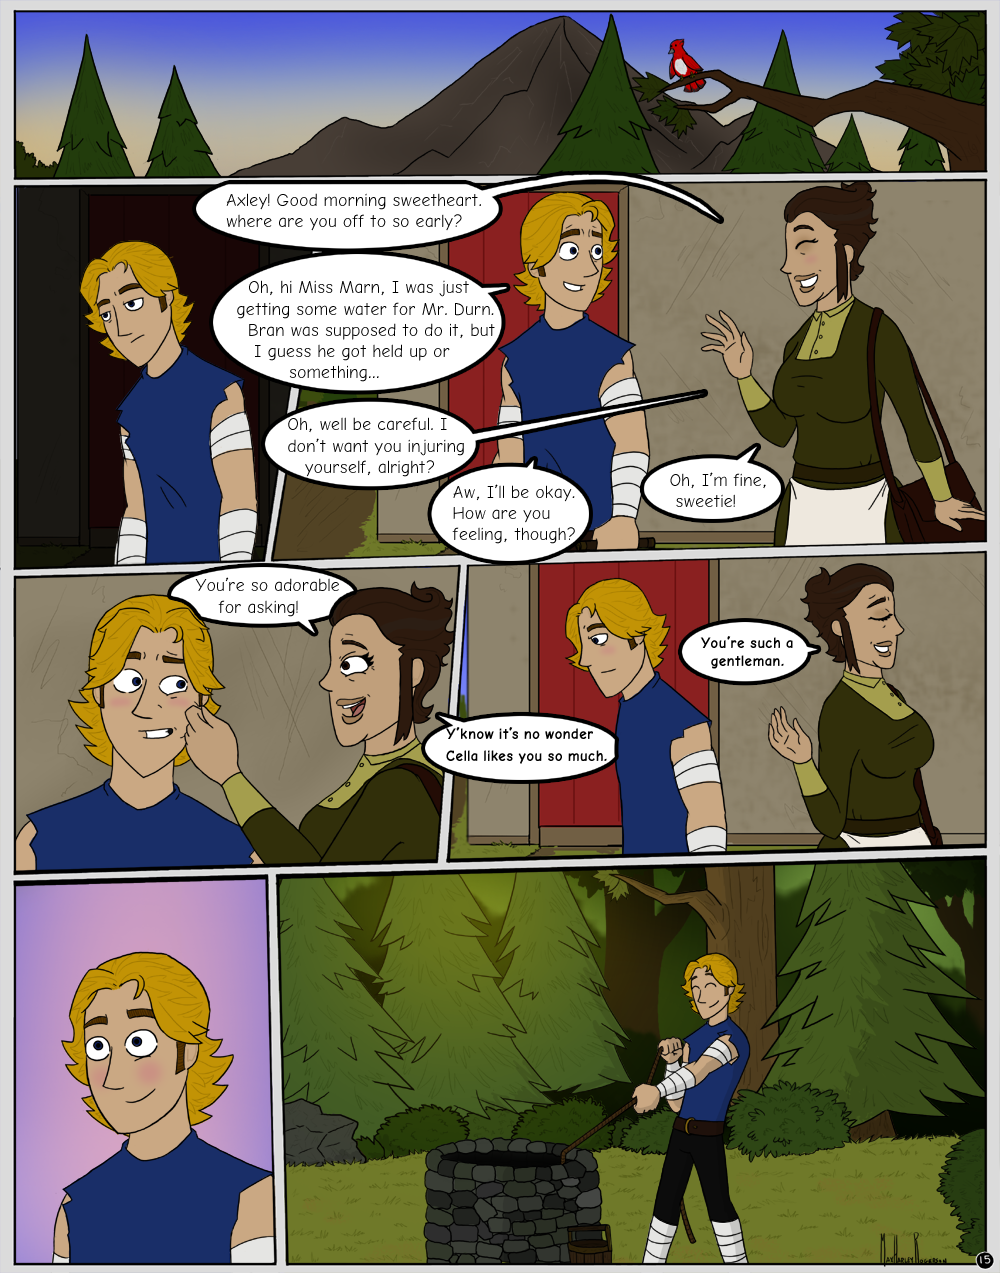 Axley! Good morning sweetheart.
where are you off to so early?
Oh, hi Miss Marn, I was just
getting some water for Mr. Durn.
Bran was supposed to do it, but
I guess he got held up or
something...
Oh, well be careful. I
don't want you injuring
yourself, alright?
Aw, I'll be okay.
How are you
feeling, though?
Oh, I'm fine,
sweetie!
You're so adorable
for asking!
You're such a
gentleman.
Y'know it's no wonder
Cella likes you so much.
May Harley Rogerson
15